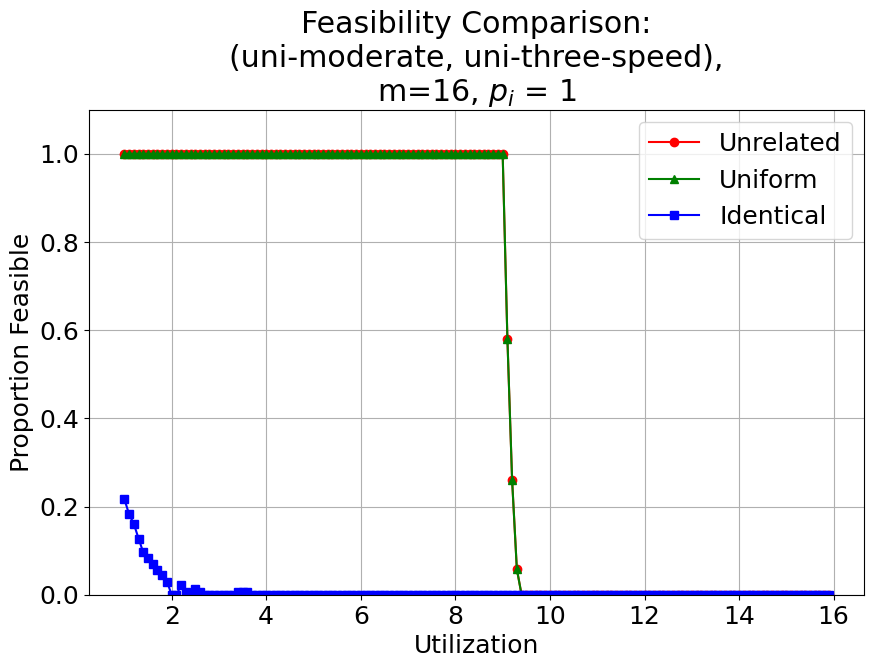 Feasibility Comparison:
(uni-moderate, uni-three-speed),
m=16, $p_i$ = 1
Unrelated
Uniform
Identical
Proportion Feasible
1.0
0.8
0.6
0.4
0.2
0.0
2 4 6 8 10 12 14 16
Utilization